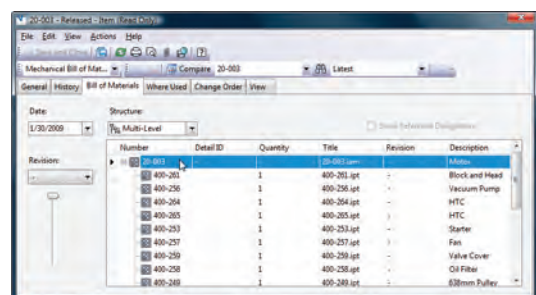 20-003 - Released - Item (Read Only)
File Edit View Actions Help
Save and Close
Mechanical Bill of Mat... Compare 20-003 Latest
General History Bill of Materials Where Used Change Order View
Date: Structure:
1/30/2009 Multi-Level
Revision:
-
Number Detail ID Quantity Title Revision Description
20-003 - 20-003.iam - Motor
400-261 1 400-261.ipt - Block and Head
400-256 1 400-256.ipt - Vacuum Pump
400-264 1 400-264.ipt - HTC
400-265 1 400-265.ipt - HTC
400-253 1 400-253.ipt - Starter
400-257 1 400-257.ipt - Fan
400-259 1 400-259.ipt - Valve Cover
400-258 1 400-258.ipt - Oil Filter
400-249 1 400-249.ipt - 638mm Pulley